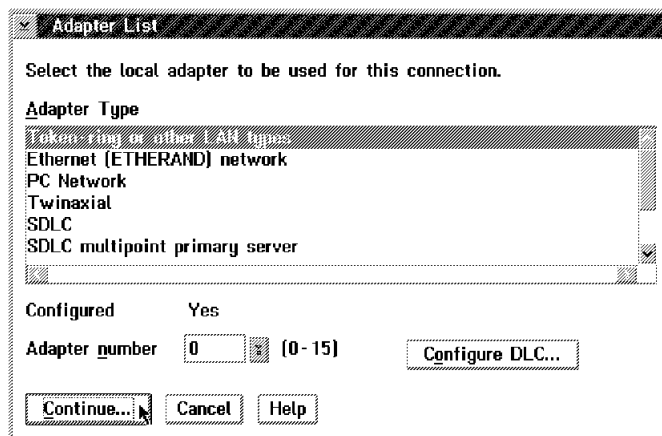 Adapter List
Select the local adapter to be used for this connection.
Adapter Type
Token-ring or other LAN types
Ethernet (ETHERAND) network
PC Network
Twinaxial
SDLC
SDLC multipoint primary server
Configured Yes
Adapter number 0 (0-15) Configure DLC...
Continue... Cancel Help